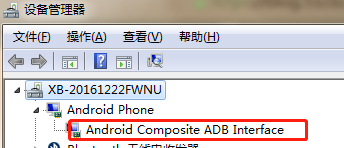 设备管理器
文件(F) 操作(A) 查看(V) 帮助(H)
XB-20161222FWNU
Android Phone
Android Composite ADB Interface